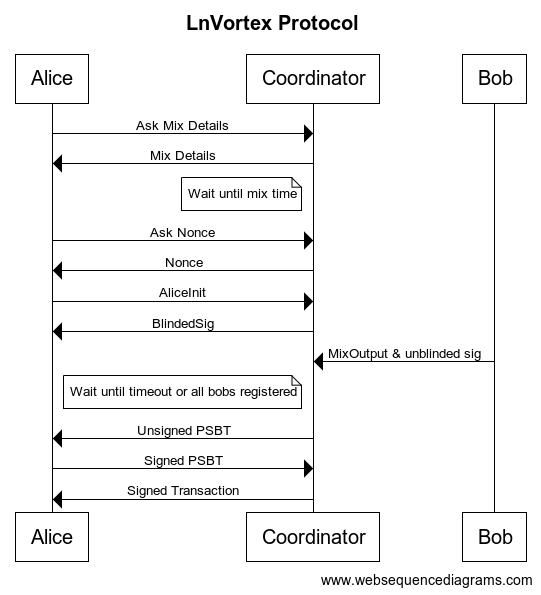 LnVortex Protocol
Alice
Coordinator
Bob
Ask Mix Details
Mix Details
Wait until mix time
Ask Nonce
Nonce
AliceInit
BlindedSig
MixOutput & unblinded sig
Wait until timeout or all bobs registered
Unsigned PSBT
Signed PSBT
Signed Transaction
Alice
Coordinator
Bob
www.websequencediagrams.com